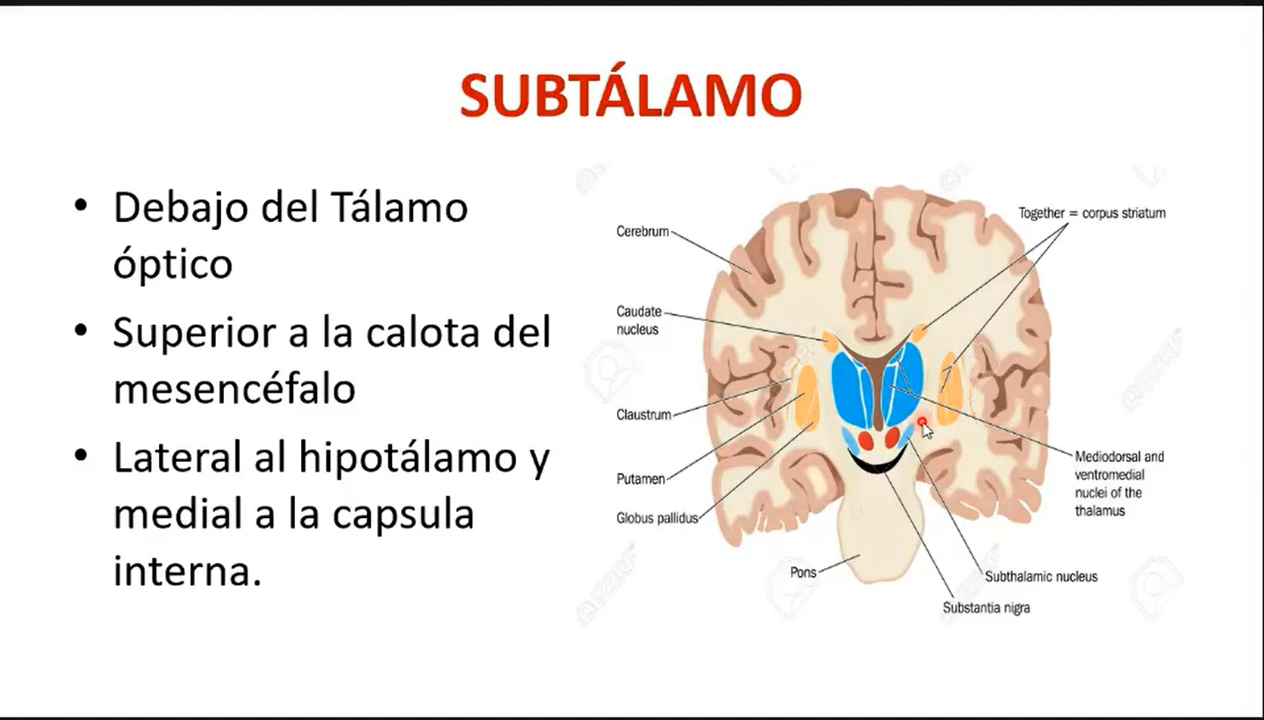 SUBTÁLAMO
• Debajo del Tálamo
óptico
• Superior a la calota del
mesencéfalo
• Lateral al hipotálamo y
medial a la capsula
interna.
Cerebrum
Caudate
nucleus
Claustrum
Putamen
Globus pallidus
Pons
Together = corpus striatum
Mediodorsal and
ventromedial
nuclei of the
thalamus
Subthalamic nucleus
Substantia nigra